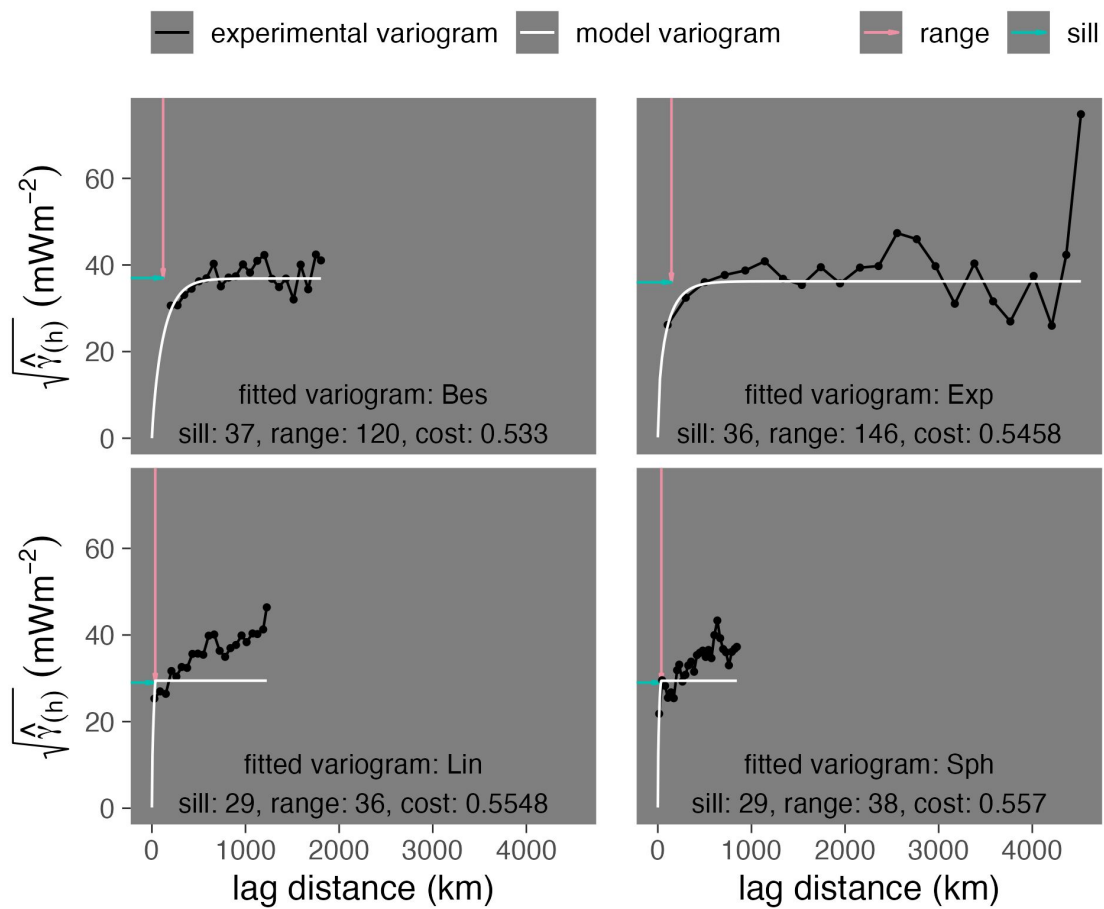 experimental variogram model variogram range sill
√γ̂(h) (mWm⁻²)
60
40
20
0
fitted variogram: Bes
sill: 37, range: 120, cost: 0.533
fitted variogram: Exp
sill: 36, range: 146, cost: 0.5458
√γ̂(h) (mWm⁻²)
60
40
20
0
fitted variogram: Lin
sill: 29, range: 36, cost: 0.5548
fitted variogram: Sph
sill: 29, range: 38, cost: 0.557
0 1000 2000 3000 4000 0 1000 2000 3000 4000
lag distance (km) lag distance (km)